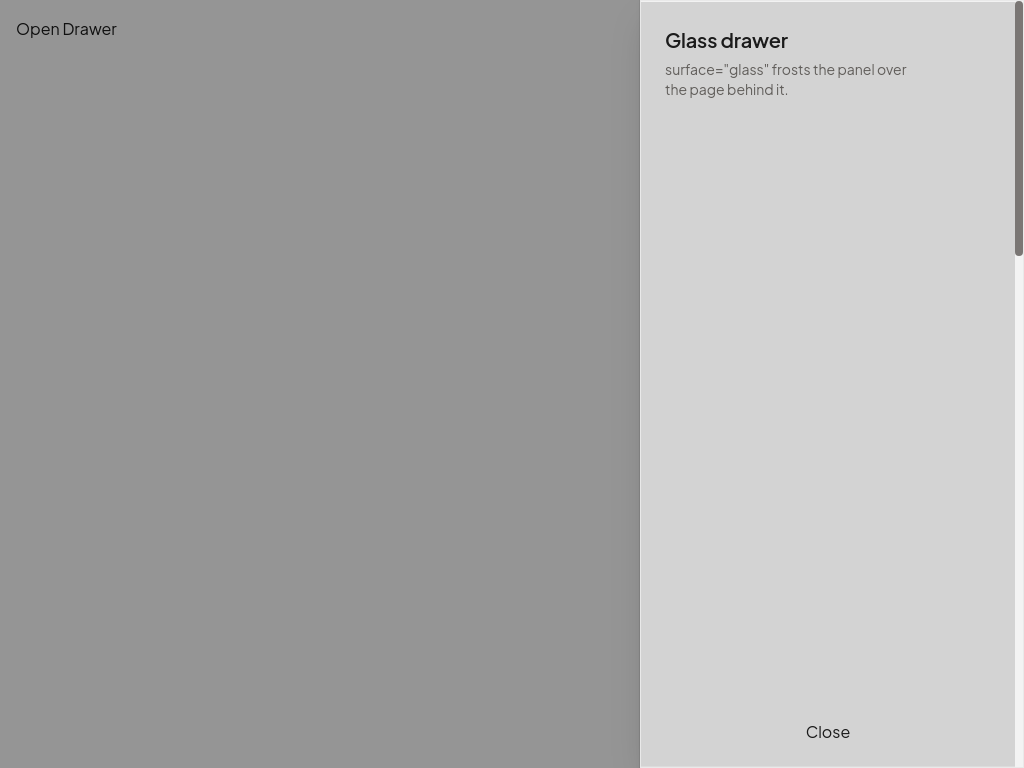 Open Drawer
Glass drawer
surface="glass" frosts the panel over
the page behind it.
Close